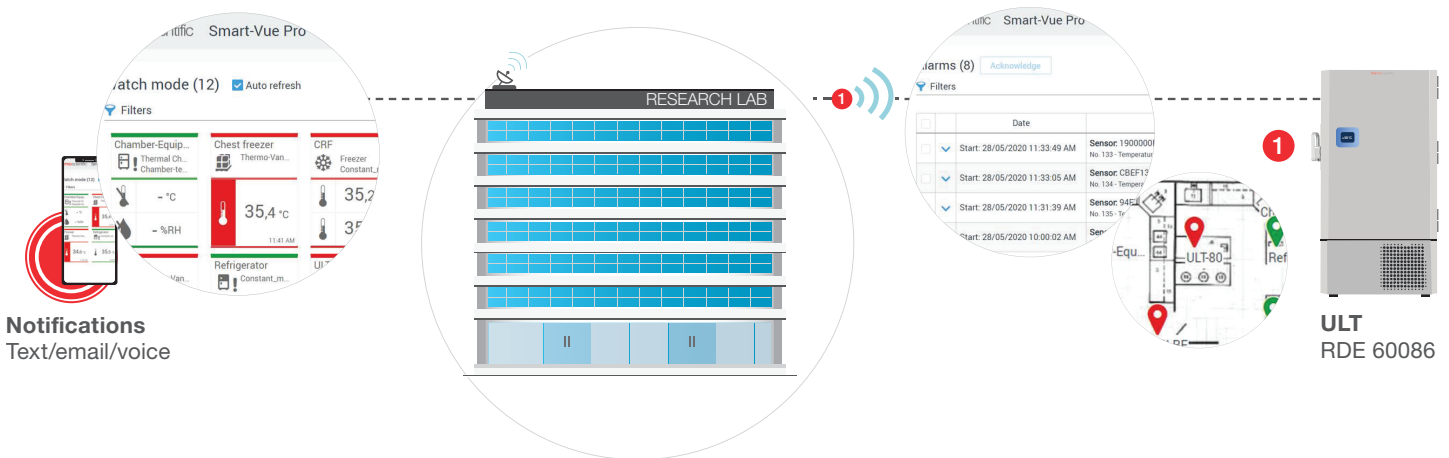 Smart-Vue Pro
atch mode (12)
Auto refresh
Filters
Chamber-Equip...
Thermal Ch...
Chamber-te...
- °C
- %RH
Chest freezer
Thermo-Van...
35,4 °C
11:41 AM
CRF
Freezer
Constant_
35,2
Refrigerator
Constant_m...
Notifications
Text/email/voice
RESEARCH LAB
1
Smart-Vue Pro
larms (8)
Acknowledge
Filters
Date
Start: 28/05/2020 11:33:49 AM
Sensor: 1900000
No. 133 - Temperatur
Start: 28/05/2020 11:33:05 AM
Sensor: CBEF13
No. 134 - Tempera
Start: 28/05/2020 11:31:39 AM
Sensor: 94E
No. 135 - Te
Start: 28/05/2020 10:00:02 AM
-Equ...
ULT-80
Ref
1
ULT
RDE 60086